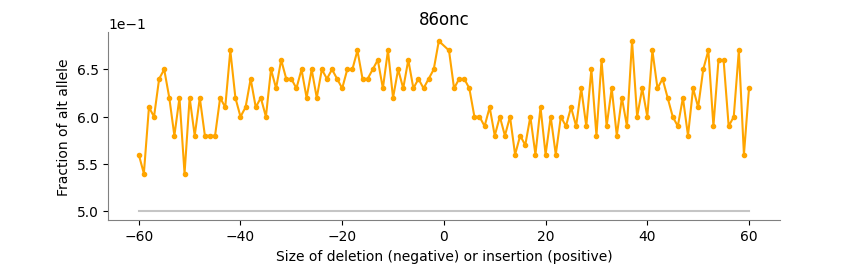 86onc
1e−1
Fraction of alt allele
6.5
6.0
5.5
5.0
−60 −40 −20 0 20 40 60
Size of deletion (negative) or insertion (positive)